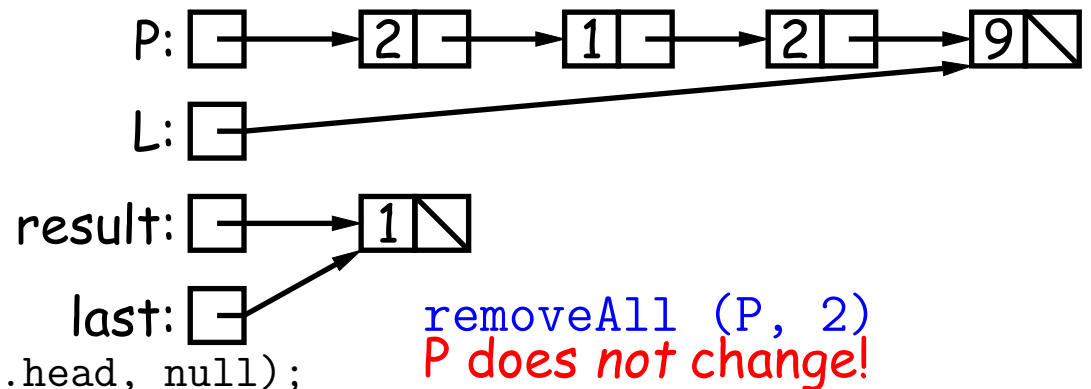 P: 2 1 2 9
L:
result: 1
last:
removeAll (P, 2)
P does not change!
.head, null);